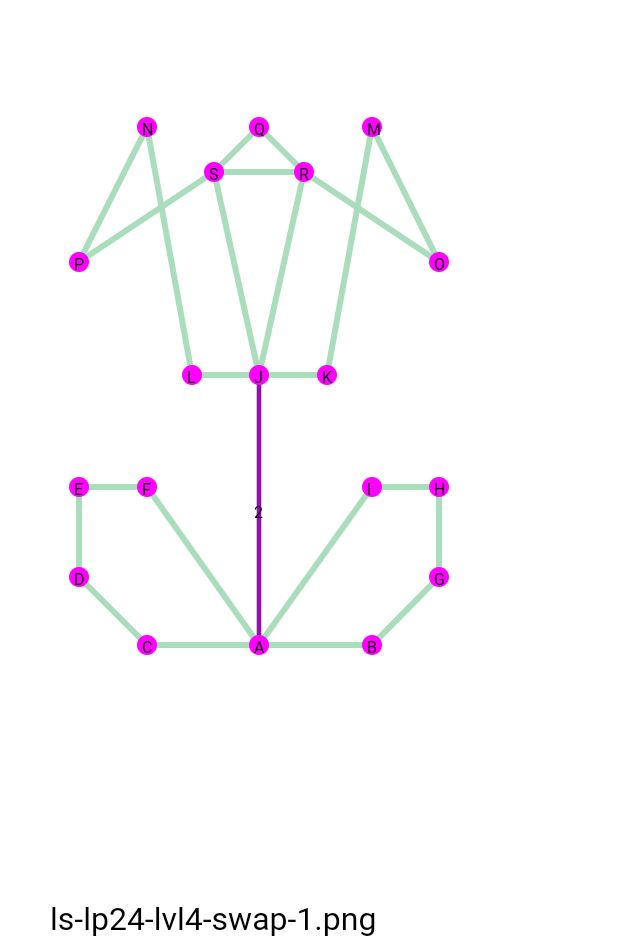 N Q M
S R
P O
L J K
E F I H
2
D G
C A B
ls-lp24-lvl4-swap-1.png